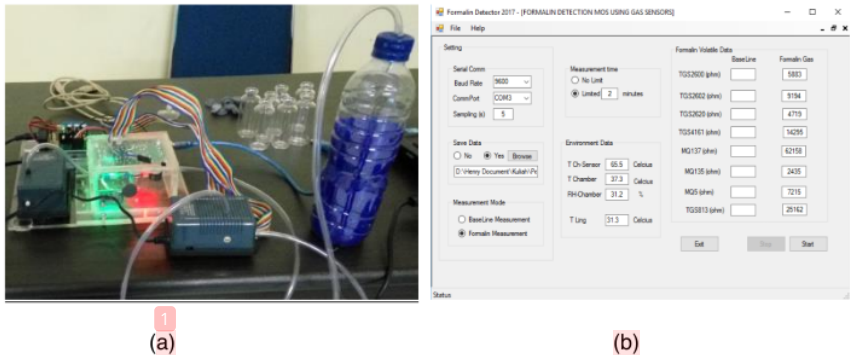 Formalin Detector 2017 - [FORMALIN DETECTION MOS USING GAS SENSORS]
File Help
Setting
Serial Comm
Baud Rate 9600
CommPort COM3
Sampling (s) 5
Measurement time
No Limit
Limited 2 minutes
Save Data
No Yes Browse
D:\Henry Document\Kuliah\Pe
Environment Data
T Ch-Sensor 65.5 Celcius
T Chamber 37.3 Celcius
RH-Chamber 31.2 %
T Ling 31.3 Celcius
Measurement Mode
BaseLine Measurement
Formalin Measurement
Formalin Volatile Data
BaseLine Formalin Gas
TGS2600 (ohm) 5883
TGS2602 (ohm) 9194
TGS2620 (ohm) 4719
TGS4161 (ohm) 14295
MQ137 (ohm) 62158
MQ135 (ohm) 2435
MQ5 (ohm) 7215
TGS813 (ohm) 25162
Exit Stop Start
Status
1
(a) (b)